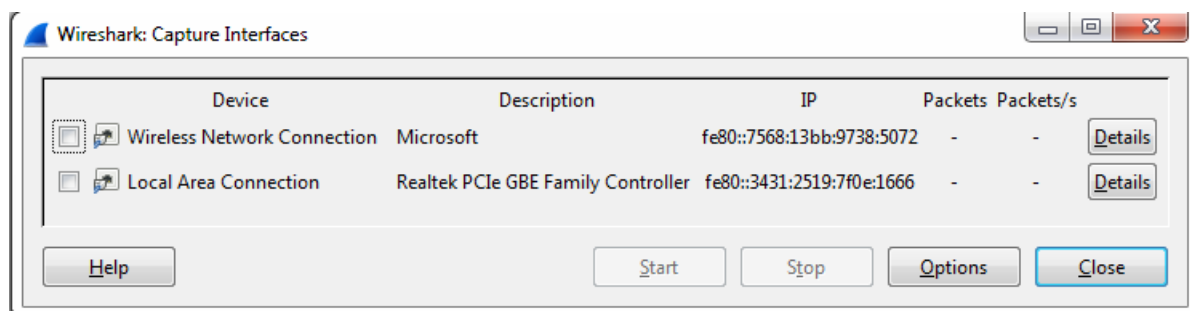 Wireshark: Capture Interfaces
Device Description IP Packets Packets/s
Wireless Network Connection Microsoft fe80::7568:13bb:9738:5072 - - Details
Local Area Connection Realtek PCIe GBE Family Controller fe80::3431:2519:7f0e:1666 - - Details
Help Start Stop Options Close